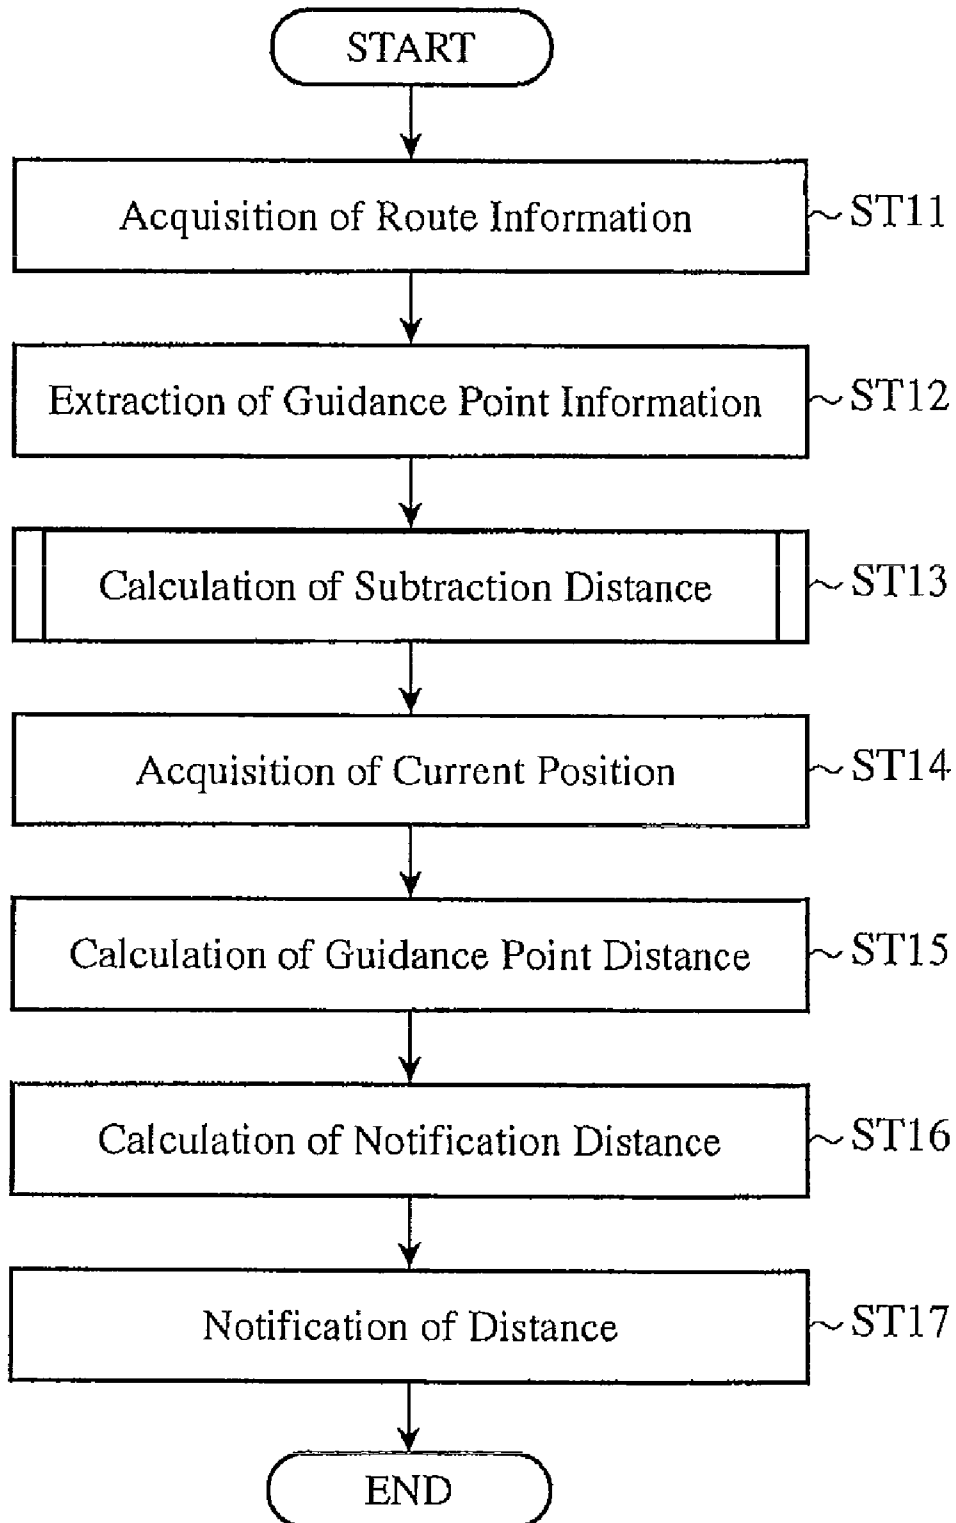 START
Acquisition of Route Information
ST11
Extraction of Guidance Point Information
ST12
Calculation of Subtraction Distance
ST13
Acquisition of Current Position
ST14
Calculation of Guidance Point Distance
ST15
Calculation of Notification Distance
ST16
Notification of Distance
ST17
END